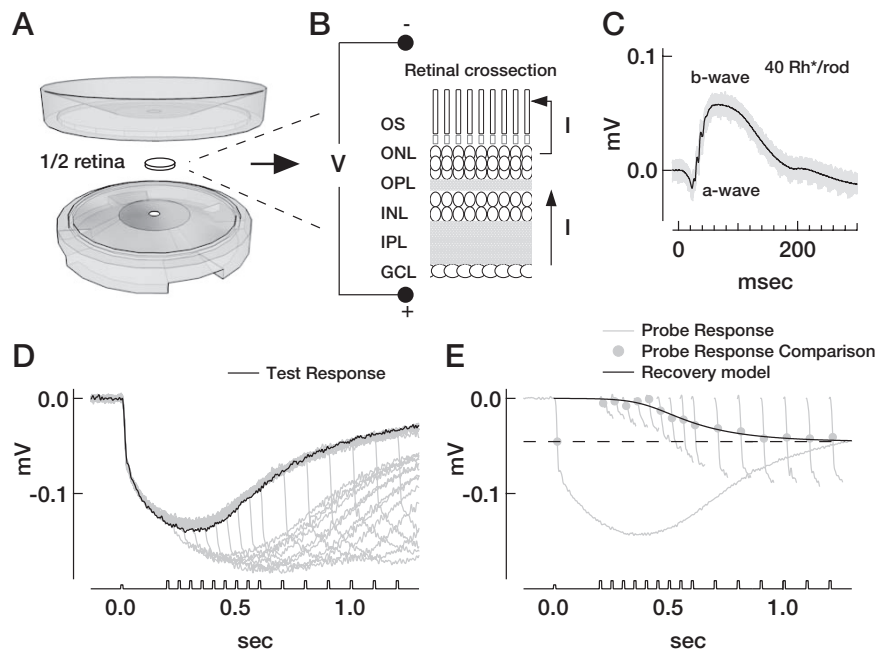 A
1/2 retina
B
-
Retinal crossection
V
OS
ONL
OPL
INL
IPL
GCL
I
I
+
C
0.1
0.0
mV
b-wave
a-wave
40 Rh*/rod
0
200
msec
D
Test Response
0.0
-0.1
mV
0.0
0.5
1.0
sec
E
Probe Response
Probe Response Comparison
Recovery model
0.0
-0.1
mV
0.0
0.5
1.0
sec